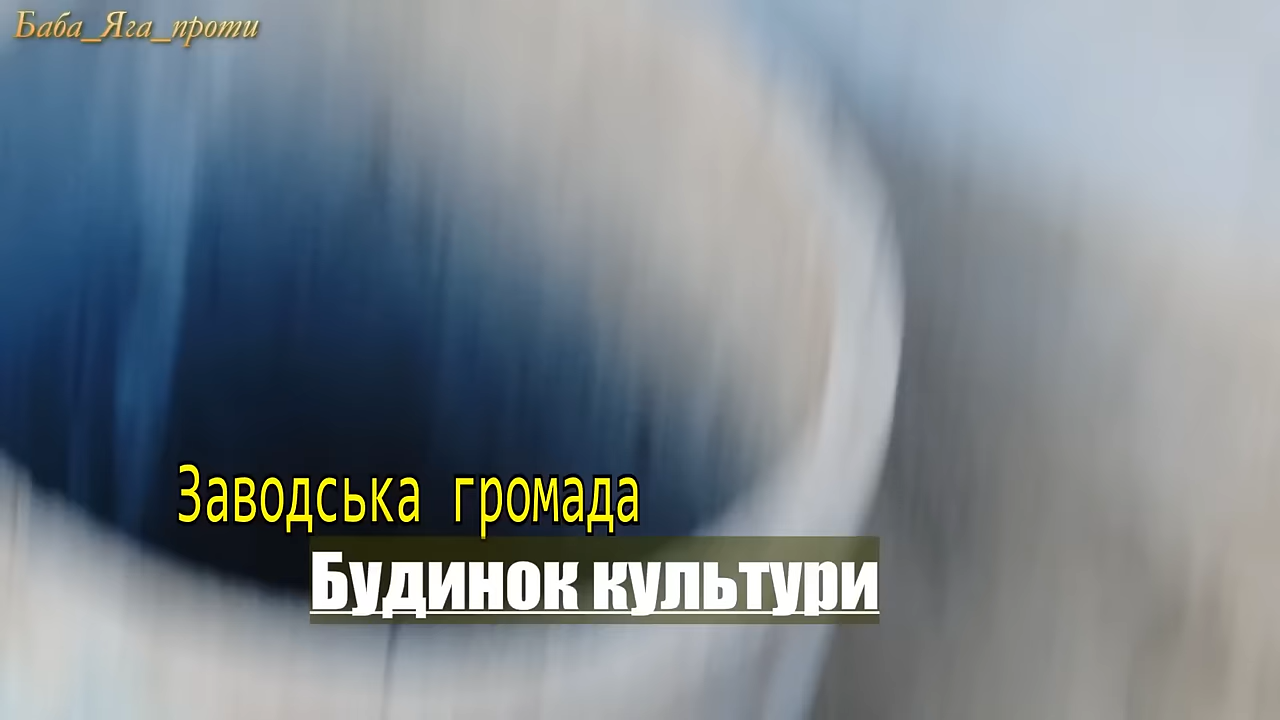 Баба_Яга_проти
Заводська громада
Будинок культури